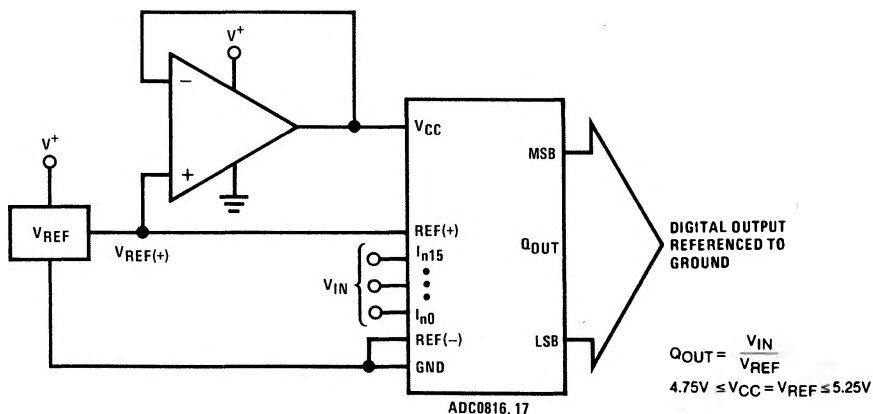 V+
−
+
V+
VREF
VREF(+)
VCC
REF(+)
In15
VIN
In0
REF(−)
GND
MSB
QOUT
LSB
ADC0816, 17
DIGITAL OUTPUT
REFERENCED TO
GROUND
QOUT = VIN
VREF
4.75V ≤ VCC = VREF ≤ 5.25V